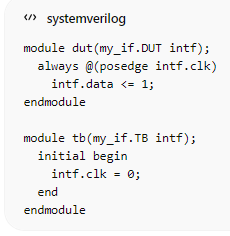 </> systemverilog
module dut(my_if.DUT intf);
  always @(posedge intf.clk)
    intf.data <= 1;
endmodule

module tb(my_if.TB intf);
  initial begin
    intf.clk = 0;
  end
endmodule